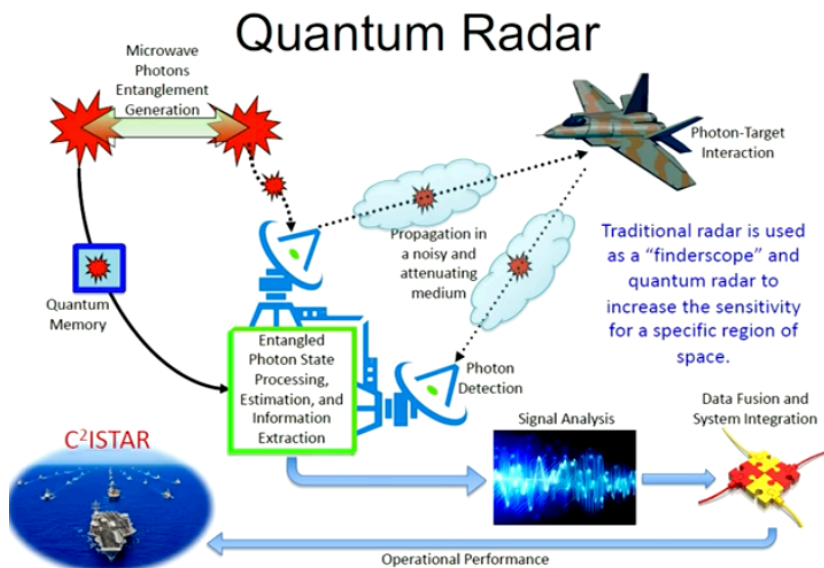 Quantum Radar
Microwave
Photons
Entanglement
Generation
Photon-Target
Interaction
Propagation in
a noisy and
attenuating
medium
Traditional radar is used
as a “finderscope” and
quantum radar to
increase the sensitivity
for a specific region of
space.
Quantum
Memory
Entangled
Photon State
Processing,
Estimation, and
Information
Extraction
Photon
Detection
Signal Analysis
Data Fusion and
System Integration
C²ISTAR
Operational Performance